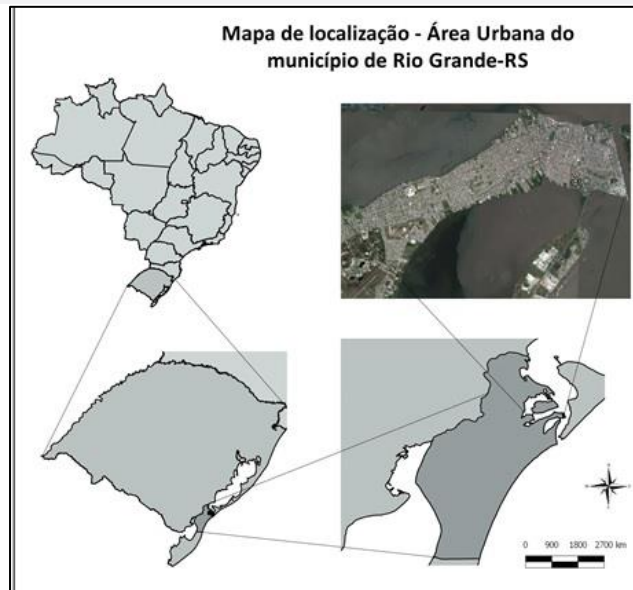 Mapa de localização - Área Urbana do
município de Rio Grande-RS
0 900 1800 2700 km